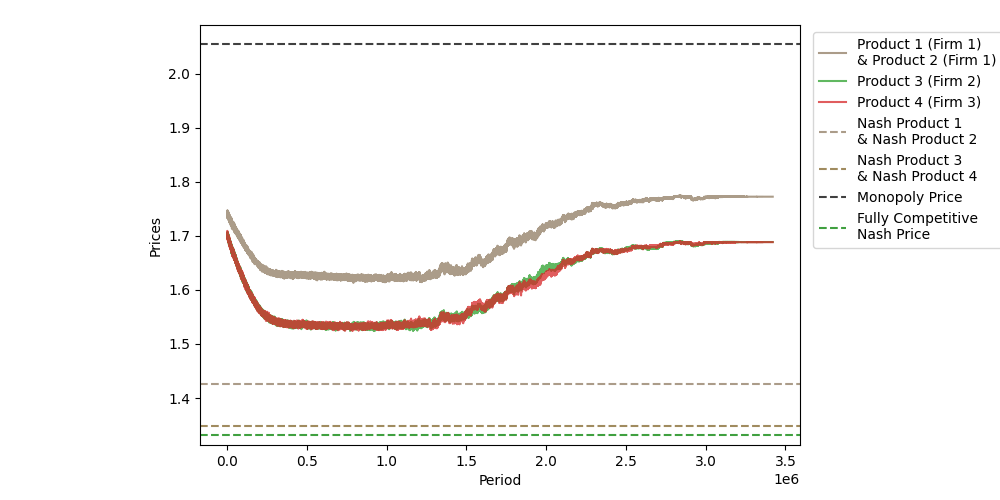 Prices
2.0
1.9
1.8
1.7
1.6
1.5
1.4
0.0
0.5
1.0
1.5
2.0
2.5
3.0
3.5
1e6
Period
Product 1 (Firm 1)
& Product 2 (Firm 1)
Product 3 (Firm 2)
Product 4 (Firm 3)
Nash Product 1
& Nash Product 2
Nash Product 3
& Nash Product 4
Monopoly Price
Fully Competitive
Nash Price